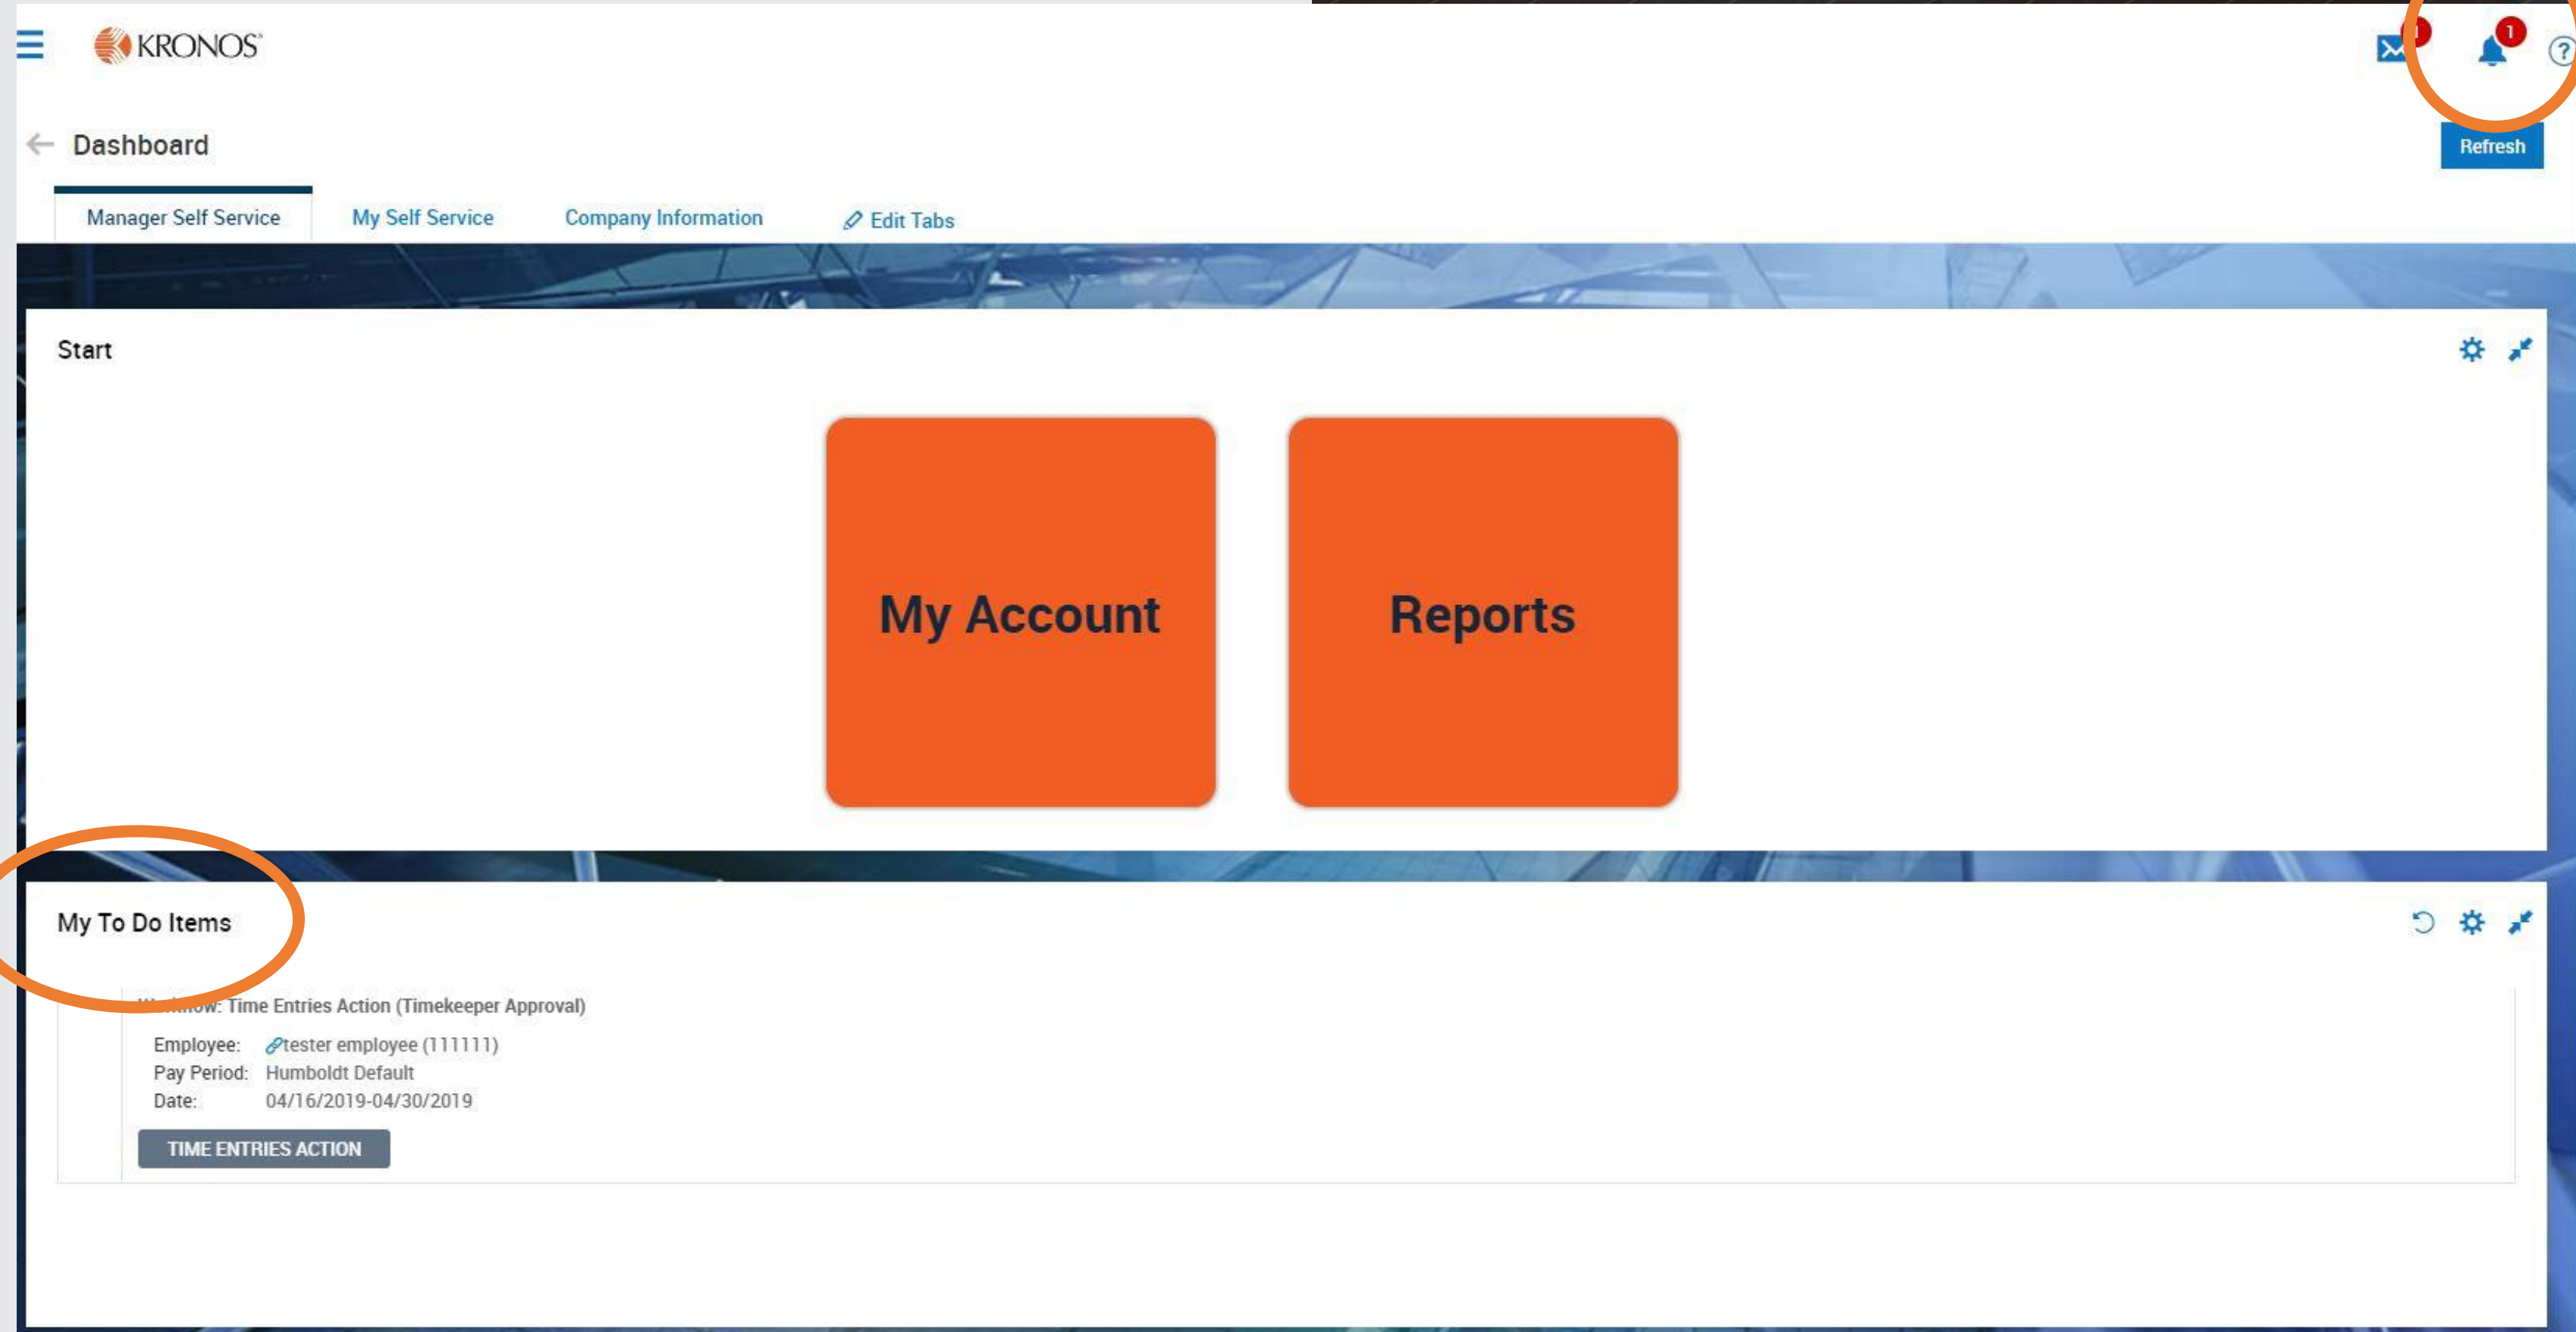 KRONOS
1
Dashboard
Refresh
Manager Self Service
My Self Service
Company Information
Edit Tabs
Start
My Account
Reports
My To Do Items
Time Entries Action (Timekeeper Approval)
Employee: tester employee (111111)
Pay Period: Humboldt Default
Date: 04/16/2019-04/30/2019
TIME ENTRIES ACTION